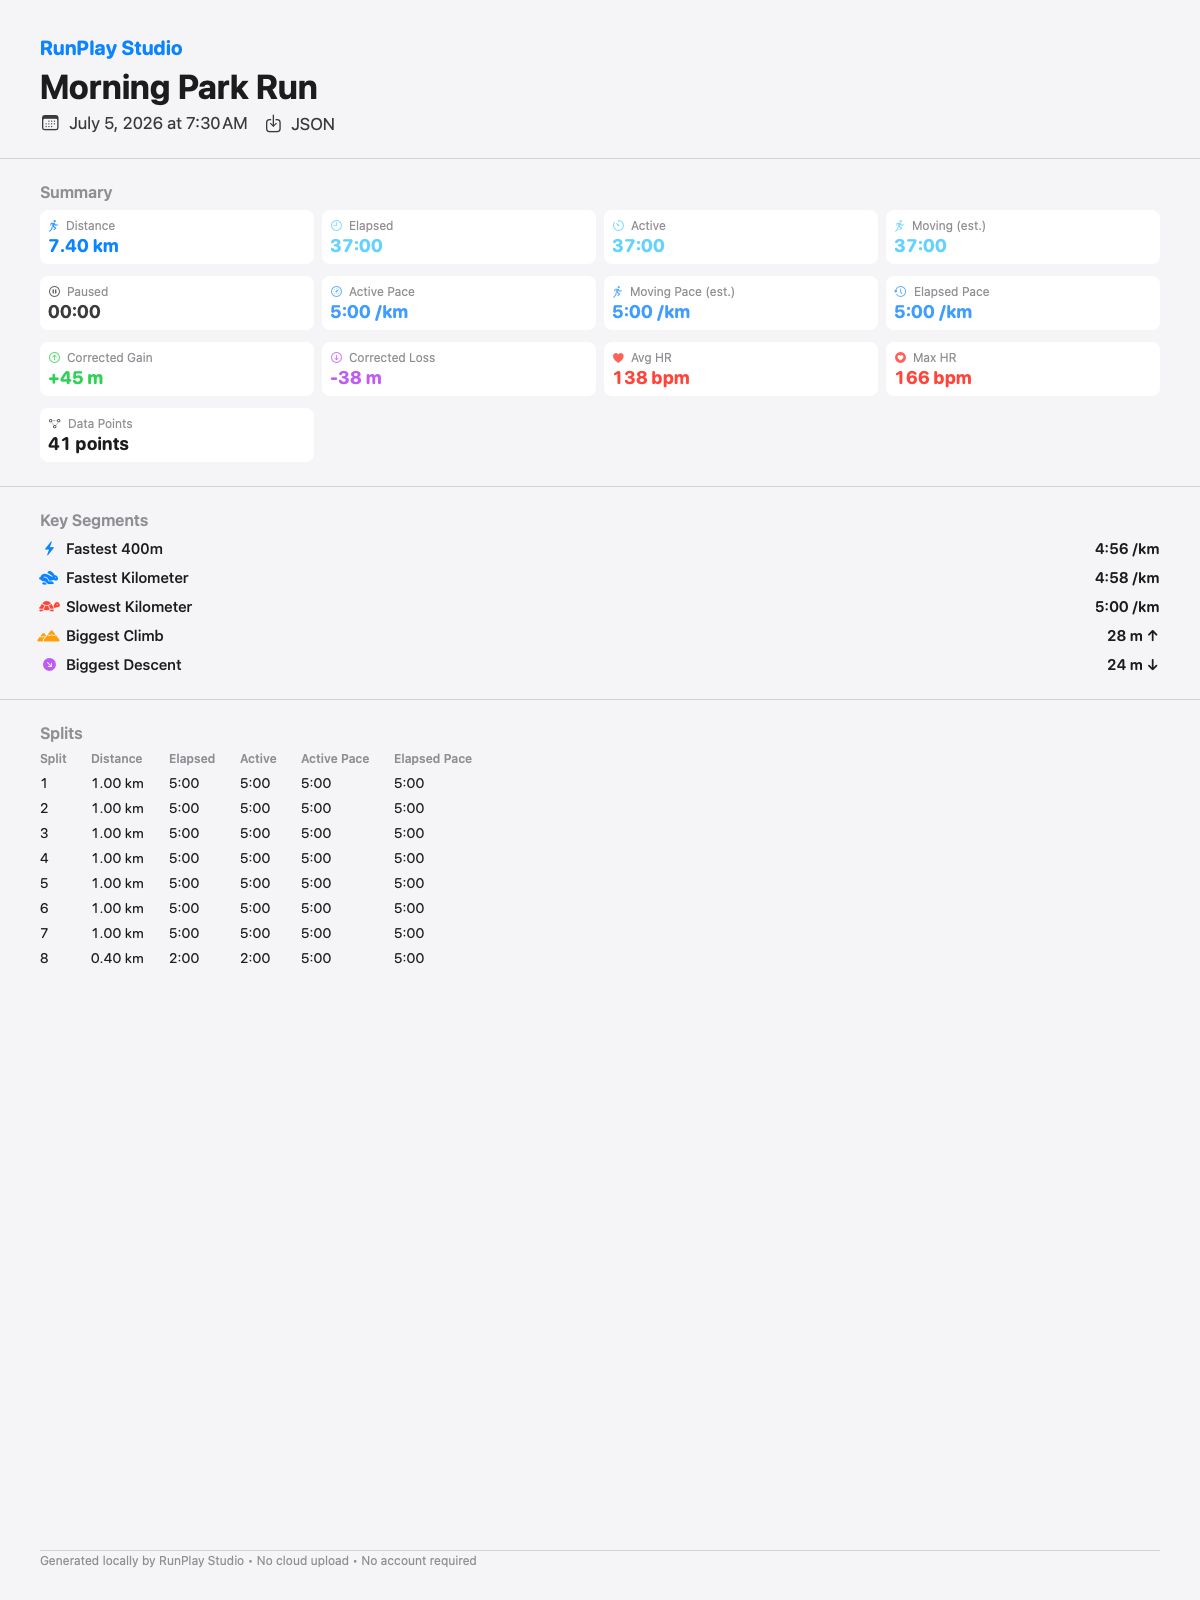 RunPlay Studio
Morning Park Run
July 5, 2026 at 7:30 AM JSON
Summary
Distance Elapsed Active Moving (est.)
7.40 km 37:00 37:00 37:00
Paused Active Pace Moving Pace (est.) Elapsed Pace
00:00 5:00 /km 5:00 /km 5:00 /km
Corrected Gain Corrected Loss Avg HR Max HR
+45 m -38 m 138 bpm 166 bpm
Data Points
41 points
Key Segments
Fastest 400m 4:56 /km
Fastest Kilometer 4:58 /km
Slowest Kilometer 5:00 /km
Biggest Climb 28 m ↑
Biggest Descent 24 m ↓
Splits
Split Distance Elapsed Active Active Pace Elapsed Pace
1 1.00 km 5:00 5:00 5:00 5:00
2 1.00 km 5:00 5:00 5:00 5:00
3 1.00 km 5:00 5:00 5:00 5:00
4 1.00 km 5:00 5:00 5:00 5:00
5 1.00 km 5:00 5:00 5:00 5:00
6 1.00 km 5:00 5:00 5:00 5:00
7 1.00 km 5:00 5:00 5:00 5:00
8 0.40 km 2:00 2:00 5:00 5:00
Generated locally by RunPlay Studio • No cloud upload • No account required